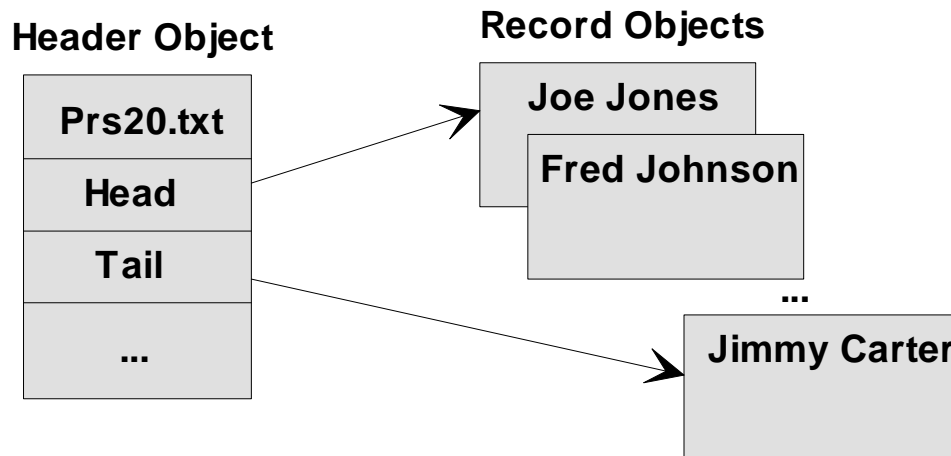 Header Object
Prs20.txt
Head
Tail
...
Record Objects
Joe Jones
Fred Johnson
...
Jimmy Carter